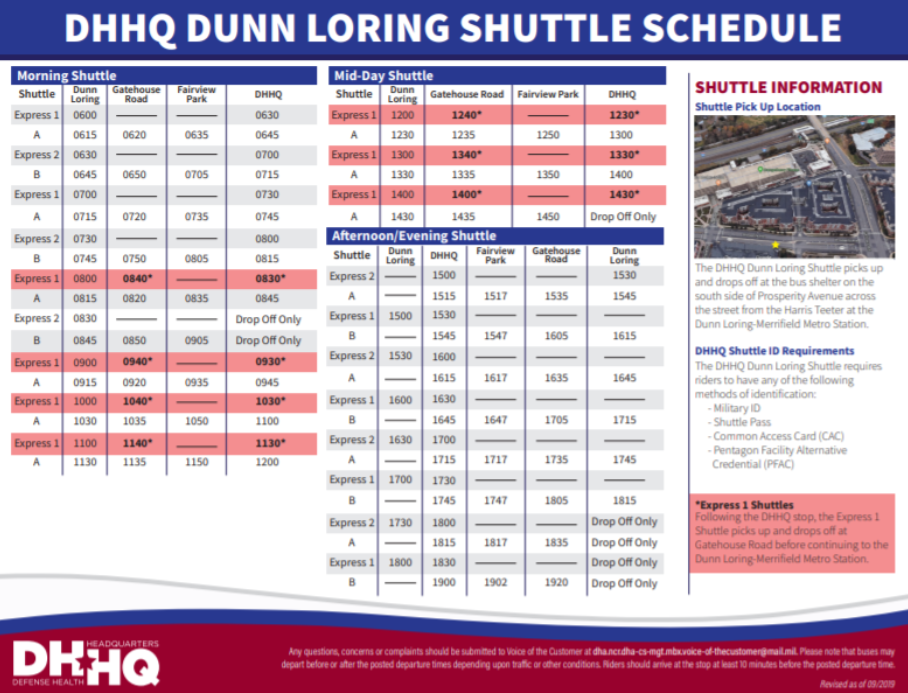 DHHQ DUNN LORING SHUTTLE SCHEDULE
Morning Shuttle
Shuttle Dunn Loring Gatehouse Road Fairview Park DHHQ
Express 1 0600 —— —— 0630
A 0615 0620 0635 0645
Express 2 0630 —— —— 0700
B 0645 0650 0705 0715
Express 1 0700 —— —— 0730
A 0715 0720 0735 0745
Express 2 0730 —— —— 0800
B 0745 0750 0805 0815
Express 1 0800 0840* —— 0830*
A 0815 0820 0835 0845
Express 2 0830 —— —— Drop Off Only
B 0845 0850 0905 Drop Off Only
Express 1 0900 0940* —— 0930*
A 0915 0920 0935 0945
Express 1 1000 1040* —— 1030*
A 1030 1035 1050 1100
Express 1 1100 1140* —— 1130*
A 1130 1135 1150 1200
Mid-Day Shuttle
Shuttle Dunn Loring Gatehouse Road Fairview Park DHHQ
Express 1 1200 1240* —— 1230*
A 1230 1235 1250 1300
Express 1 1300 1340* —— 1330*
A 1330 1335 1350 1400
Express 1 1400 1400* —— 1430*
A 1430 1435 1450 Drop Off Only
Afternoon/Evening Shuttle
Shuttle Dunn Loring DHHQ Fairview Park Gatehouse Road Dunn Loring
Express 2 —— 1500 —— —— 1530
A —— 1515 1517 1535 1545
Express 1 1500 1530 —— —— ——
B —— 1545 1547 1605 1615
Express 2 1530 1600 —— —— ——
A —— 1615 1617 1635 1645
Express 1 1600 1630 —— —— ——
B —— 1645 1647 1705 1715
Express 2 1630 1700 —— —— ——
A —— 1715 1717 1735 1745
Express 1 1700 1730 —— —— ——
B —— 1745 1747 1805 1815
Express 2 1730 1800 —— —— Drop Off Only
A —— 1815 1817 1835 Drop Off Only
Express 1 1800 1830 —— —— Drop Off Only
B —— 1900 1902 1920 Drop Off Only
SHUTTLE INFORMATION
Shuttle Pick Up Location
The DHHQ Dunn Loring Shuttle picks up
and drops off at the bus shelter on the
south side of Prosperity Avenue across
the street from the Harris Teeter at the
Dunn Loring-Merrifield Metro Station.
DHHQ Shuttle ID Requirements
The DHHQ Dunn Loring Shuttle requires
riders to have any of the following
methods of identification:
- Military ID
- Shuttle Pass
- Common Access Card (CAC)
- Pentagon Facility Alternative
Credential (PFAC)
*Express 1 Shuttles
Following the DHHQ stop, the Express 1
Shuttle picks up and drops off at
Gatehouse Road before continuing to the
Dunn Loring-Merrifield Metro Station.
DHHQ
HEADQUARTERS
DEFENSE HEALTH
Any questions, concerns or complaints should be submitted to Voice of the Customer at dha.ncr.dha-cs-mgt.mbx.voice-of-thecustomer@mail.mil. Please note that buses may
depart before or after the posted departure times depending upon traffic or other conditions. Riders should arrive at the stop at least 10 minutes before the posted departure time.
Revised as of 09/2019